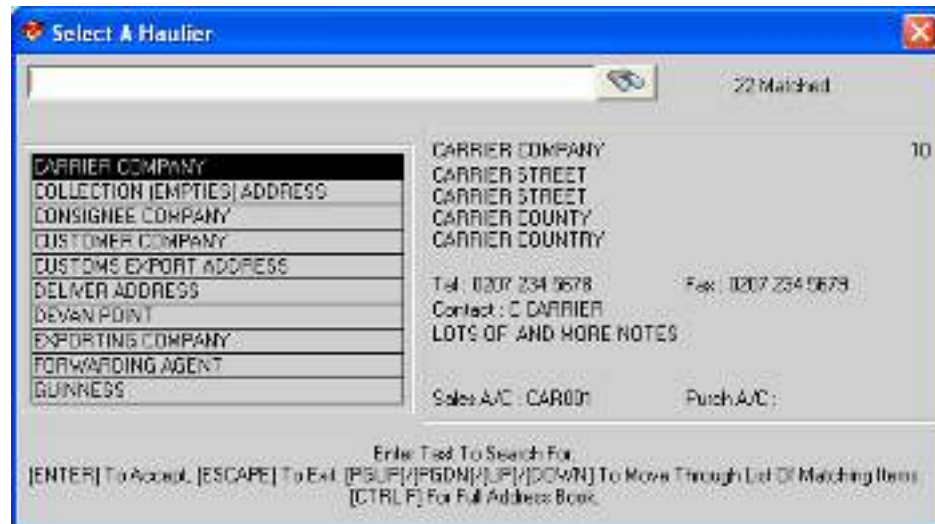 Select A Haulier
22 Matched
CARRIER COMPANY
COLLECTION (EMPTIES) ADDRESS
CONSIGNEE COMPANY
CUSTOMER COMPANY
CUSTOMS EXPORT ADDRESS
DELIVER ADDRESS
DEVAN POINT
EXPORTING COMPANY
FORWARDING AGENT
GUINNESS
CARRIER COMPANY 10
CARRIER STREET
CARRIER STREET
CARRIER COUNTY
CARRIER COUNTRY
Tel : 0207 234 5678 Fax : 0207 234 5679
Contact : C CARRIER
LOTS OF AND MORE NOTES
Sales A/C : CAR001 Purch A/C :
Enter Text To Search For.
[ENTER] To Accept, [ESCAPE] To Exit, [PGUP]/[PGDN]/[UP]/[DOWN] To Move Through List Of Matching Items
[CTRL F] For Full Address Book.